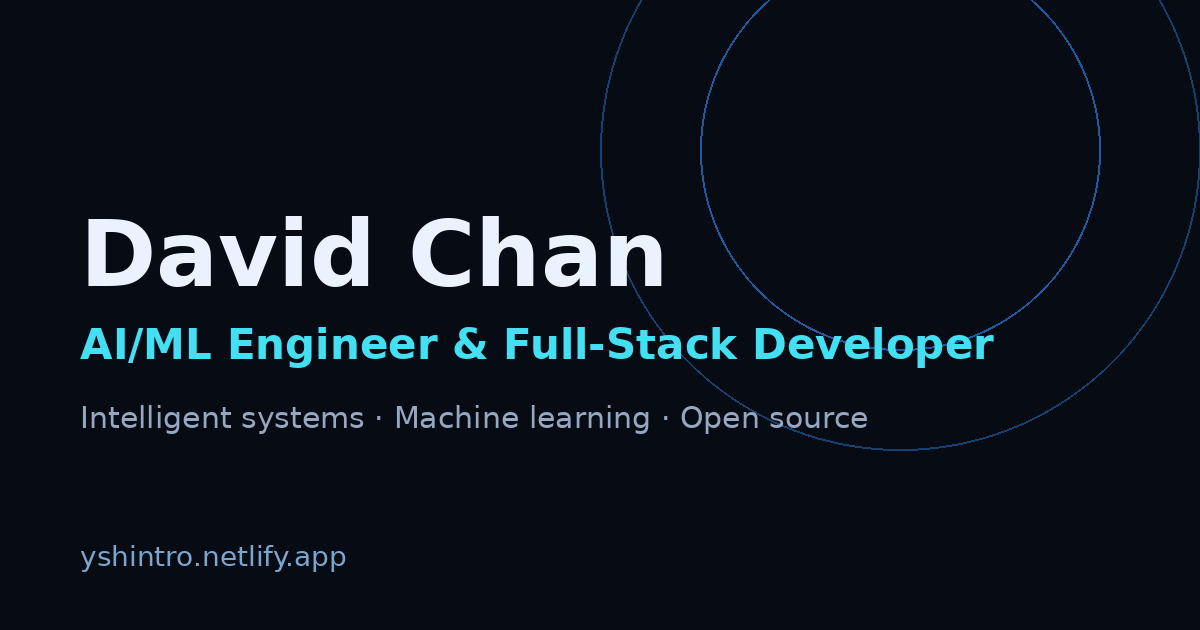 David Chan
AI/ML Engineer & Full-Stack Developer
Intelligent systems · Machine learning · Open source
yshintro.netlify.app